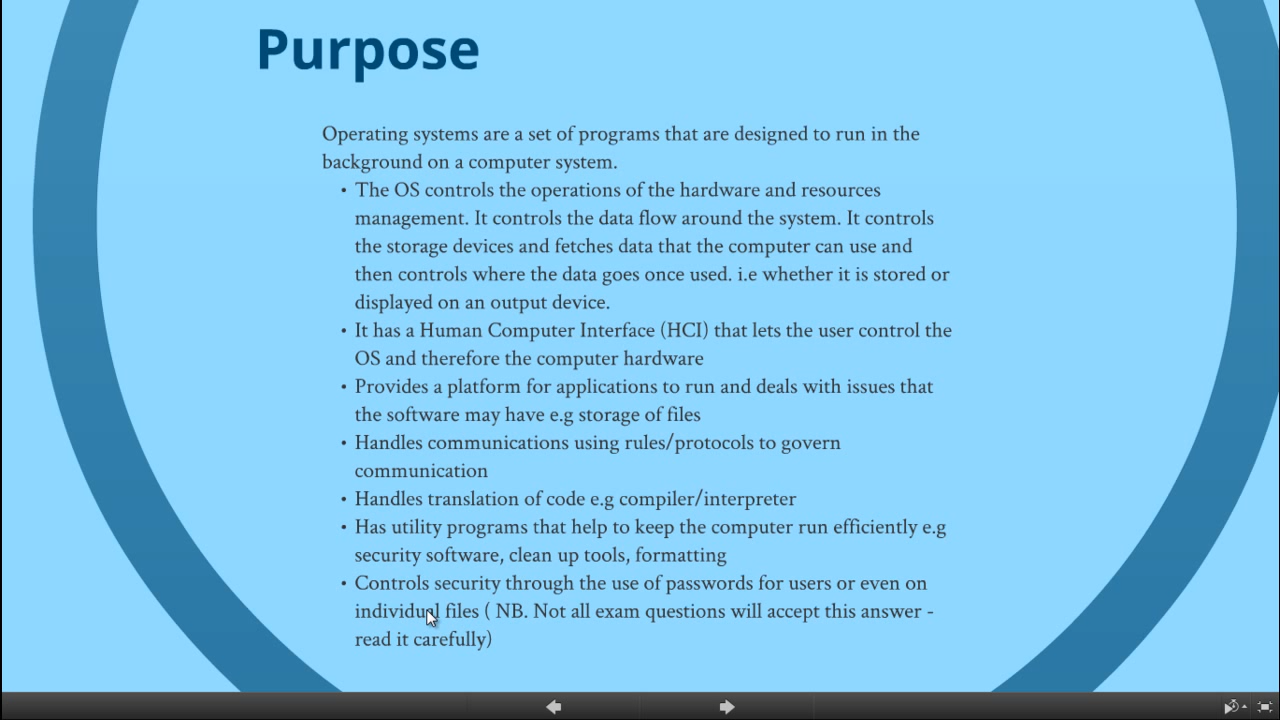 Purpose
Operating systems are a set of programs that are designed to run in the
background on a computer system.
• The OS controls the operations of the hardware and resources
management. It controls the data flow around the system. It controls
the storage devices and fetches data that the computer can use and
then controls where the data goes once used. i.e whether it is stored or
displayed on an output device.
• It has a Human Computer Interface (HCI) that lets the user control the
OS and therefore the computer hardware
• Provides a platform for applications to run and deals with issues that
the software may have e.g storage of files
• Handles communications using rules/protocols to govern
communication
• Handles translation of code e.g compiler/interpreter
• Has utility programs that help to keep the computer run efficiently e.g
security software, clean up tools, formatting
• Controls security through the use of passwords for users or even on
individual files ( NB. Not all exam questions will accept this answer -
read it carefully)